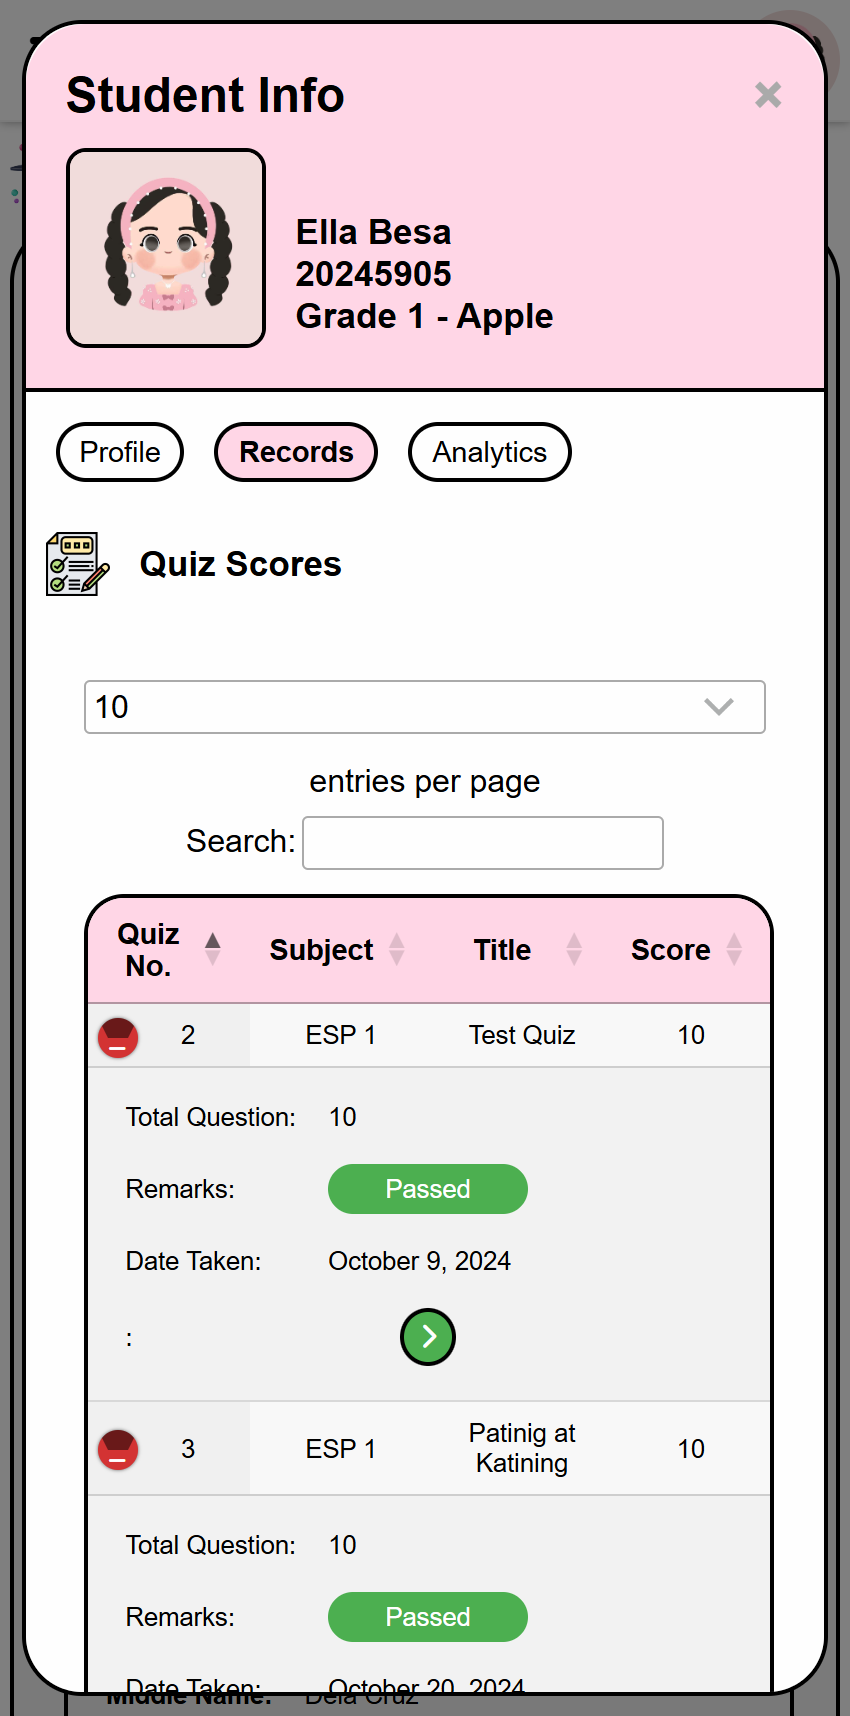 Student Info
Ella Besa
20245905
Grade 1 - Apple
Profile Records Analytics
Quiz Scores
10
entries per page
Search:
Quiz No. Subject Title Score
2 ESP 1 Test Quiz 10
Total Question: 10
Remarks: Passed
Date Taken: October 9, 2024
:
3 ESP 1 Patinig at Katining 10
Total Question: 10
Remarks: Passed
Date Taken: October 20, 2024
Middle Name: Dela Cruz